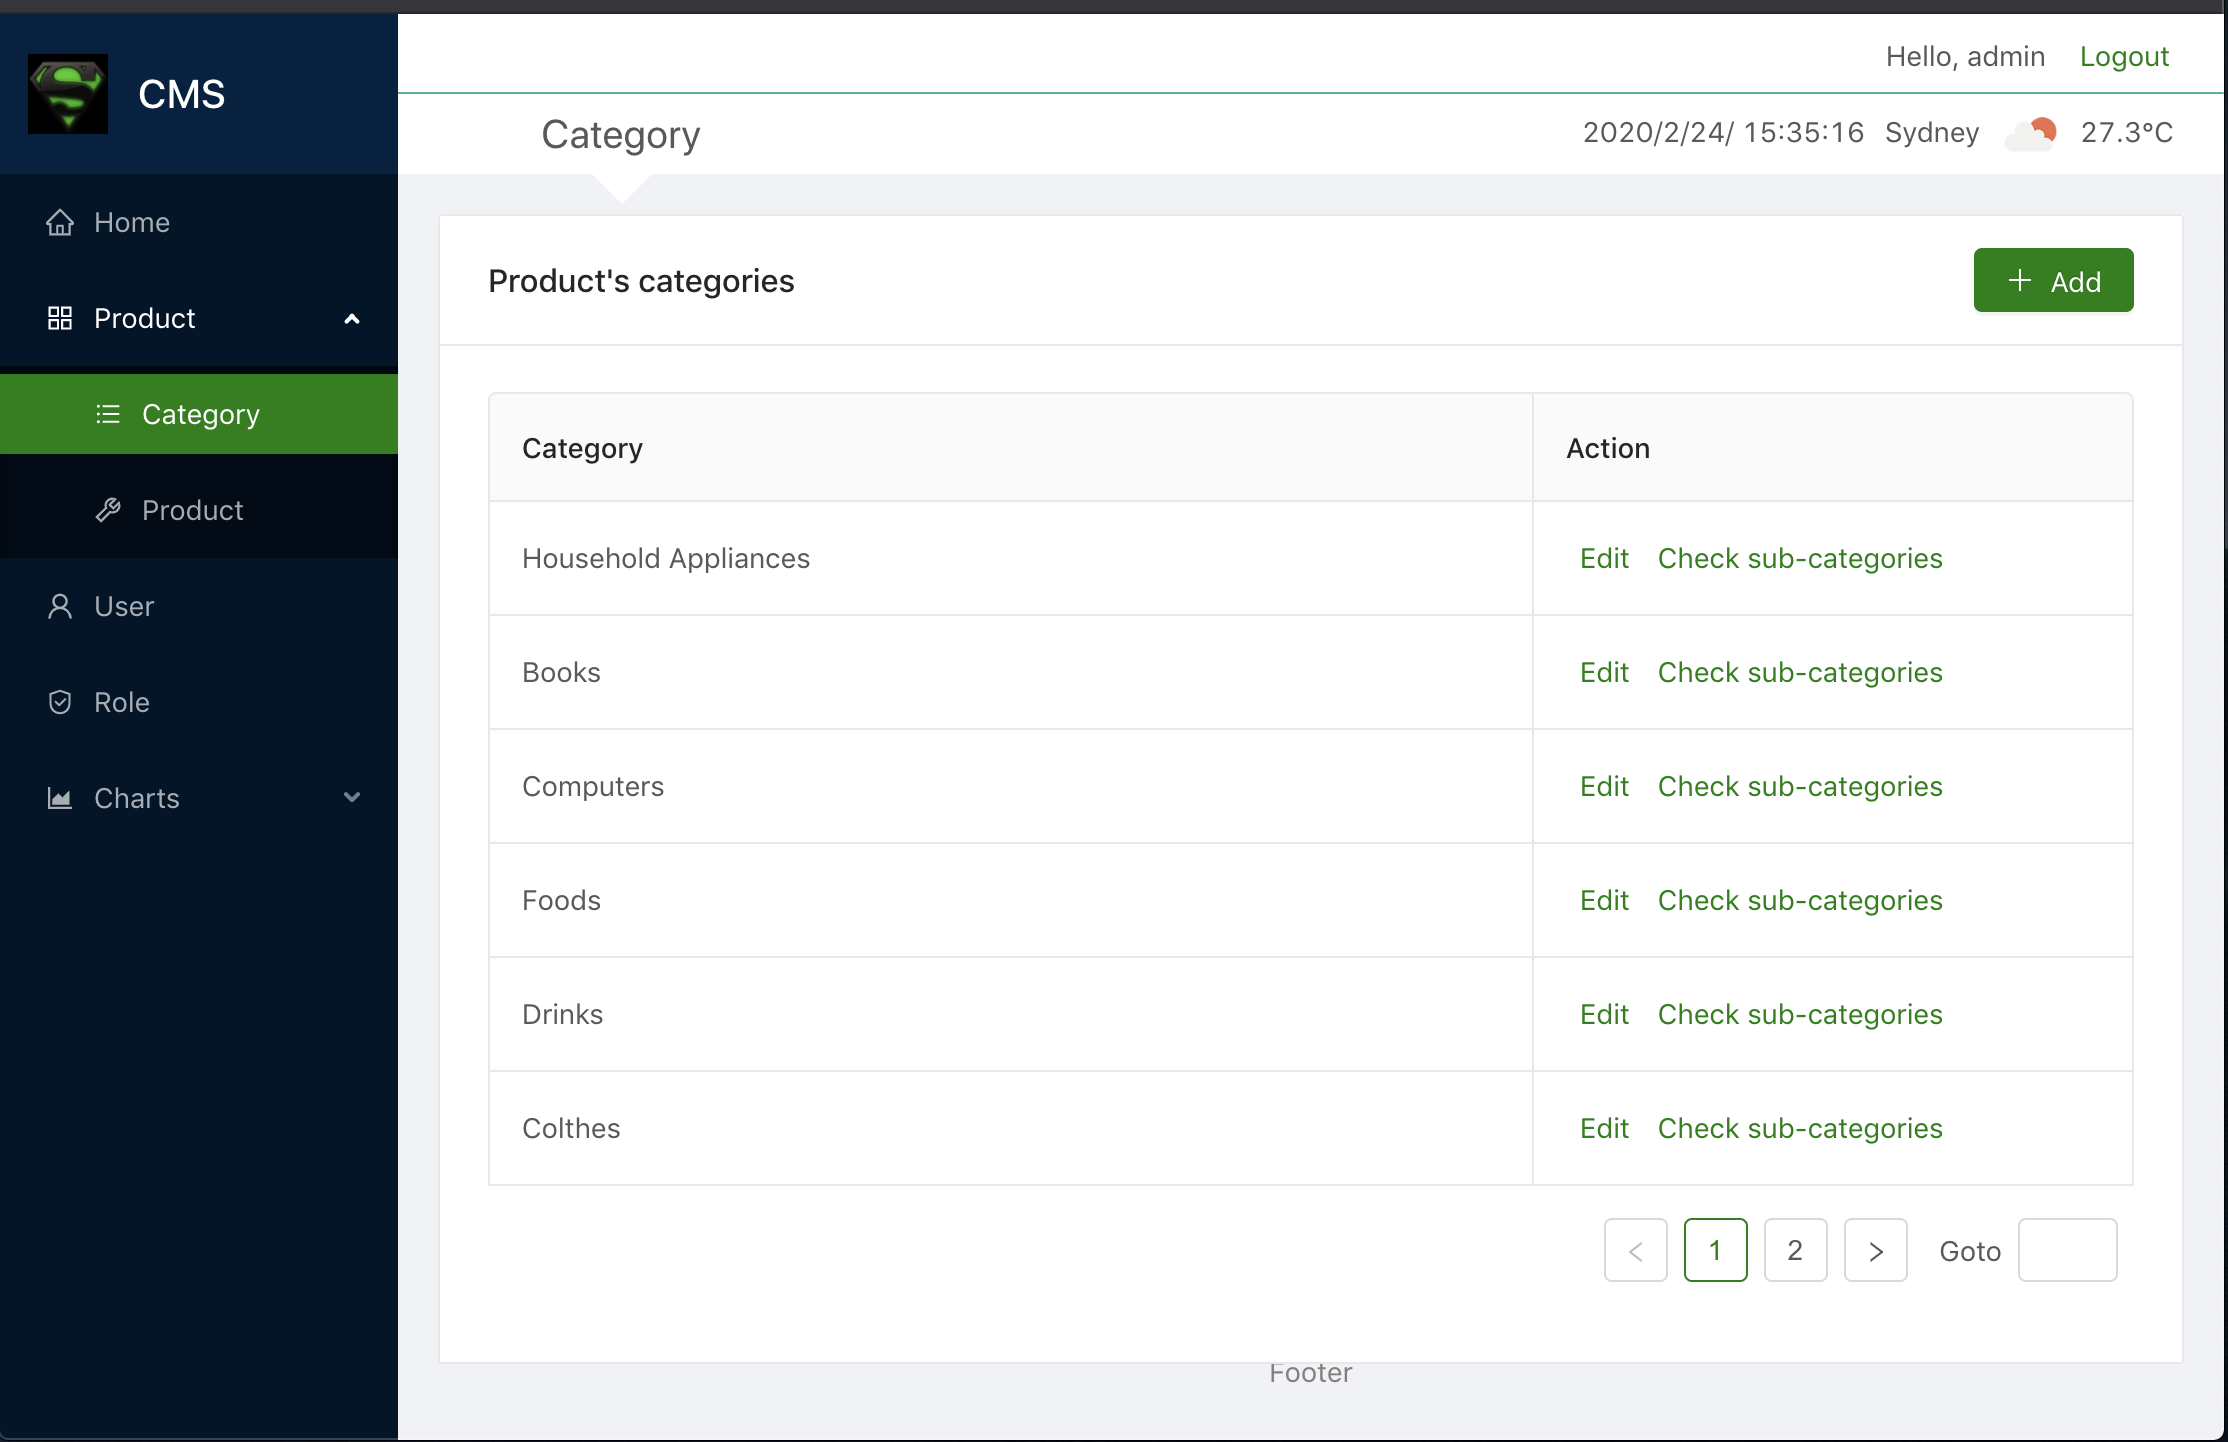 CMS
Hello, admin Logout
Category
2020/2/24/ 15:35:16 Sydney 27.3°C
Home
Product
Category
Product
User
Role
Charts
Product's categories
+ Add
Category Action
Household Appliances Edit Check sub-categories
Books Edit Check sub-categories
Computers Edit Check sub-categories
Foods Edit Check sub-categories
Drinks Edit Check sub-categories
Colthes Edit Check sub-categories
< 1 2 > Goto
Footer